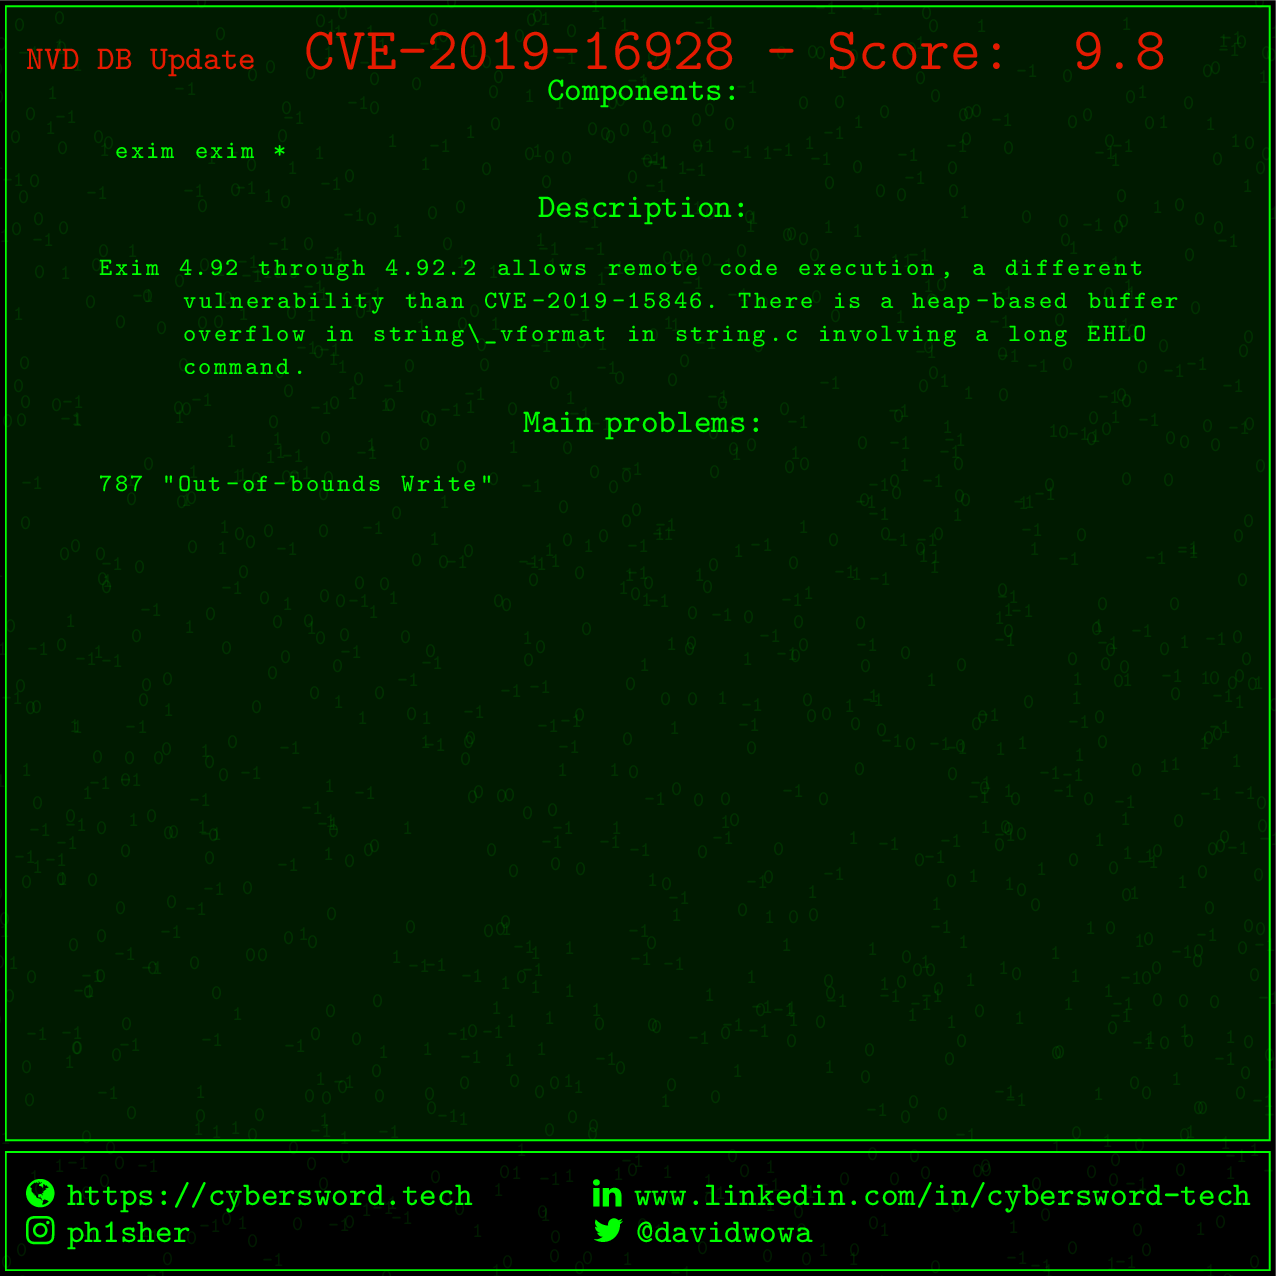 NVD DB Update CVE-2019-16928 - Score: 9.8
Components:
exim exim *
Description:
Exim 4.92 through 4.92.2 allows remote code execution, a different
vulnerability than CVE-2019-15846. There is a heap-based buffer
overflow in string\_vformat in string.c involving a long EHLO
command.
Main problems:
787 "Out-of-bounds Write"
https://cybersword.tech www.linkedin.com/in/cybersword-tech
ph1sher @davidwowa